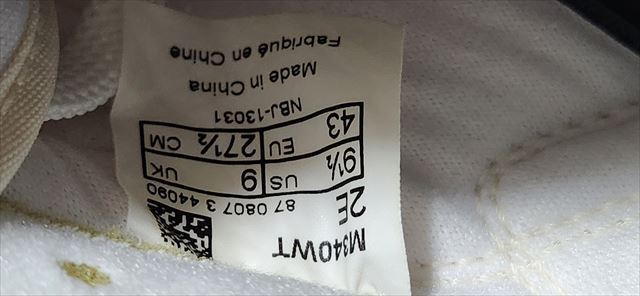 M340WT
2E 87 0807 3 44090
9½ US 9 UK
43 EU 27½ CM
NBJ-13031
Made in China
Fabriqué en Chine